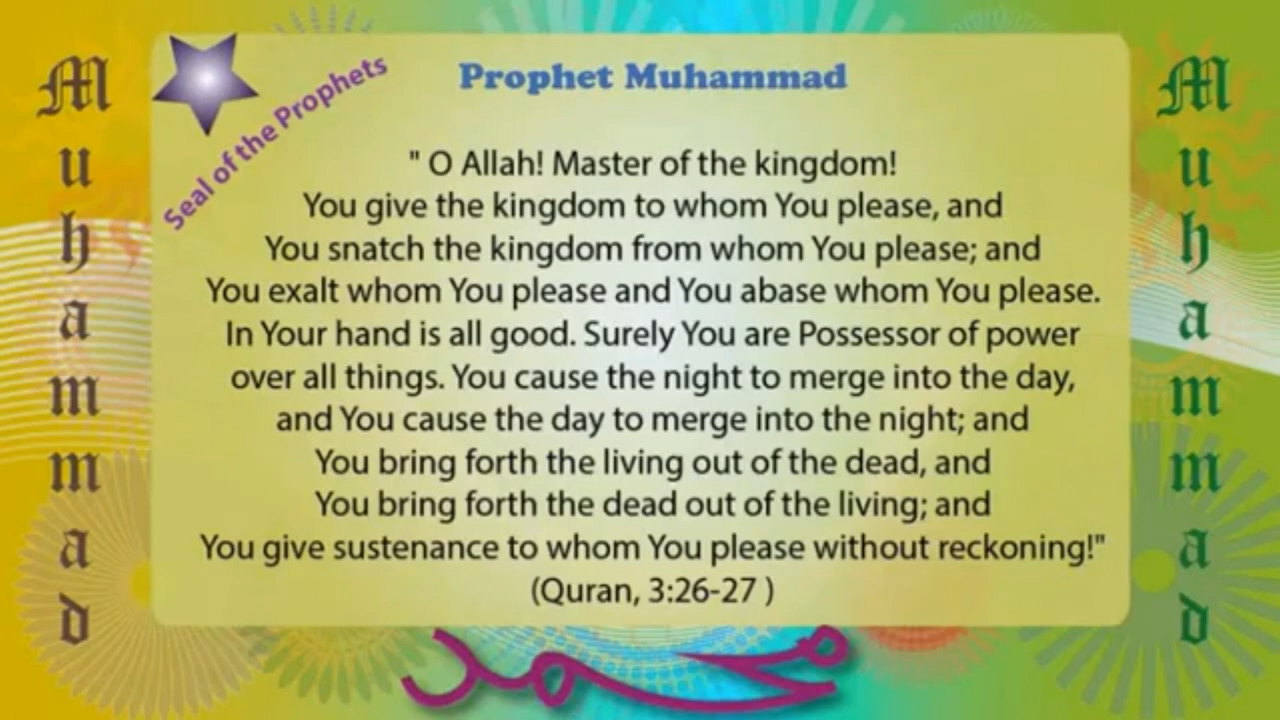 Muhammad
Seal of the Prophets
Prophet Muhammad
" O Allah! Master of the kingdom!
You give the kingdom to whom You please, and
You snatch the kingdom from whom You please; and
You exalt whom You please and You abase whom You please.
In Your hand is all good. Surely You are Possessor of power
over all things. You cause the night to merge into the day,
and You cause the day to merge into the night; and
You bring forth the living out of the dead, and
You bring forth the dead out of the living; and
You give sustenance to whom You please without reckoning!"
(Quran, 3:26-27 )
Muhammad
محمد